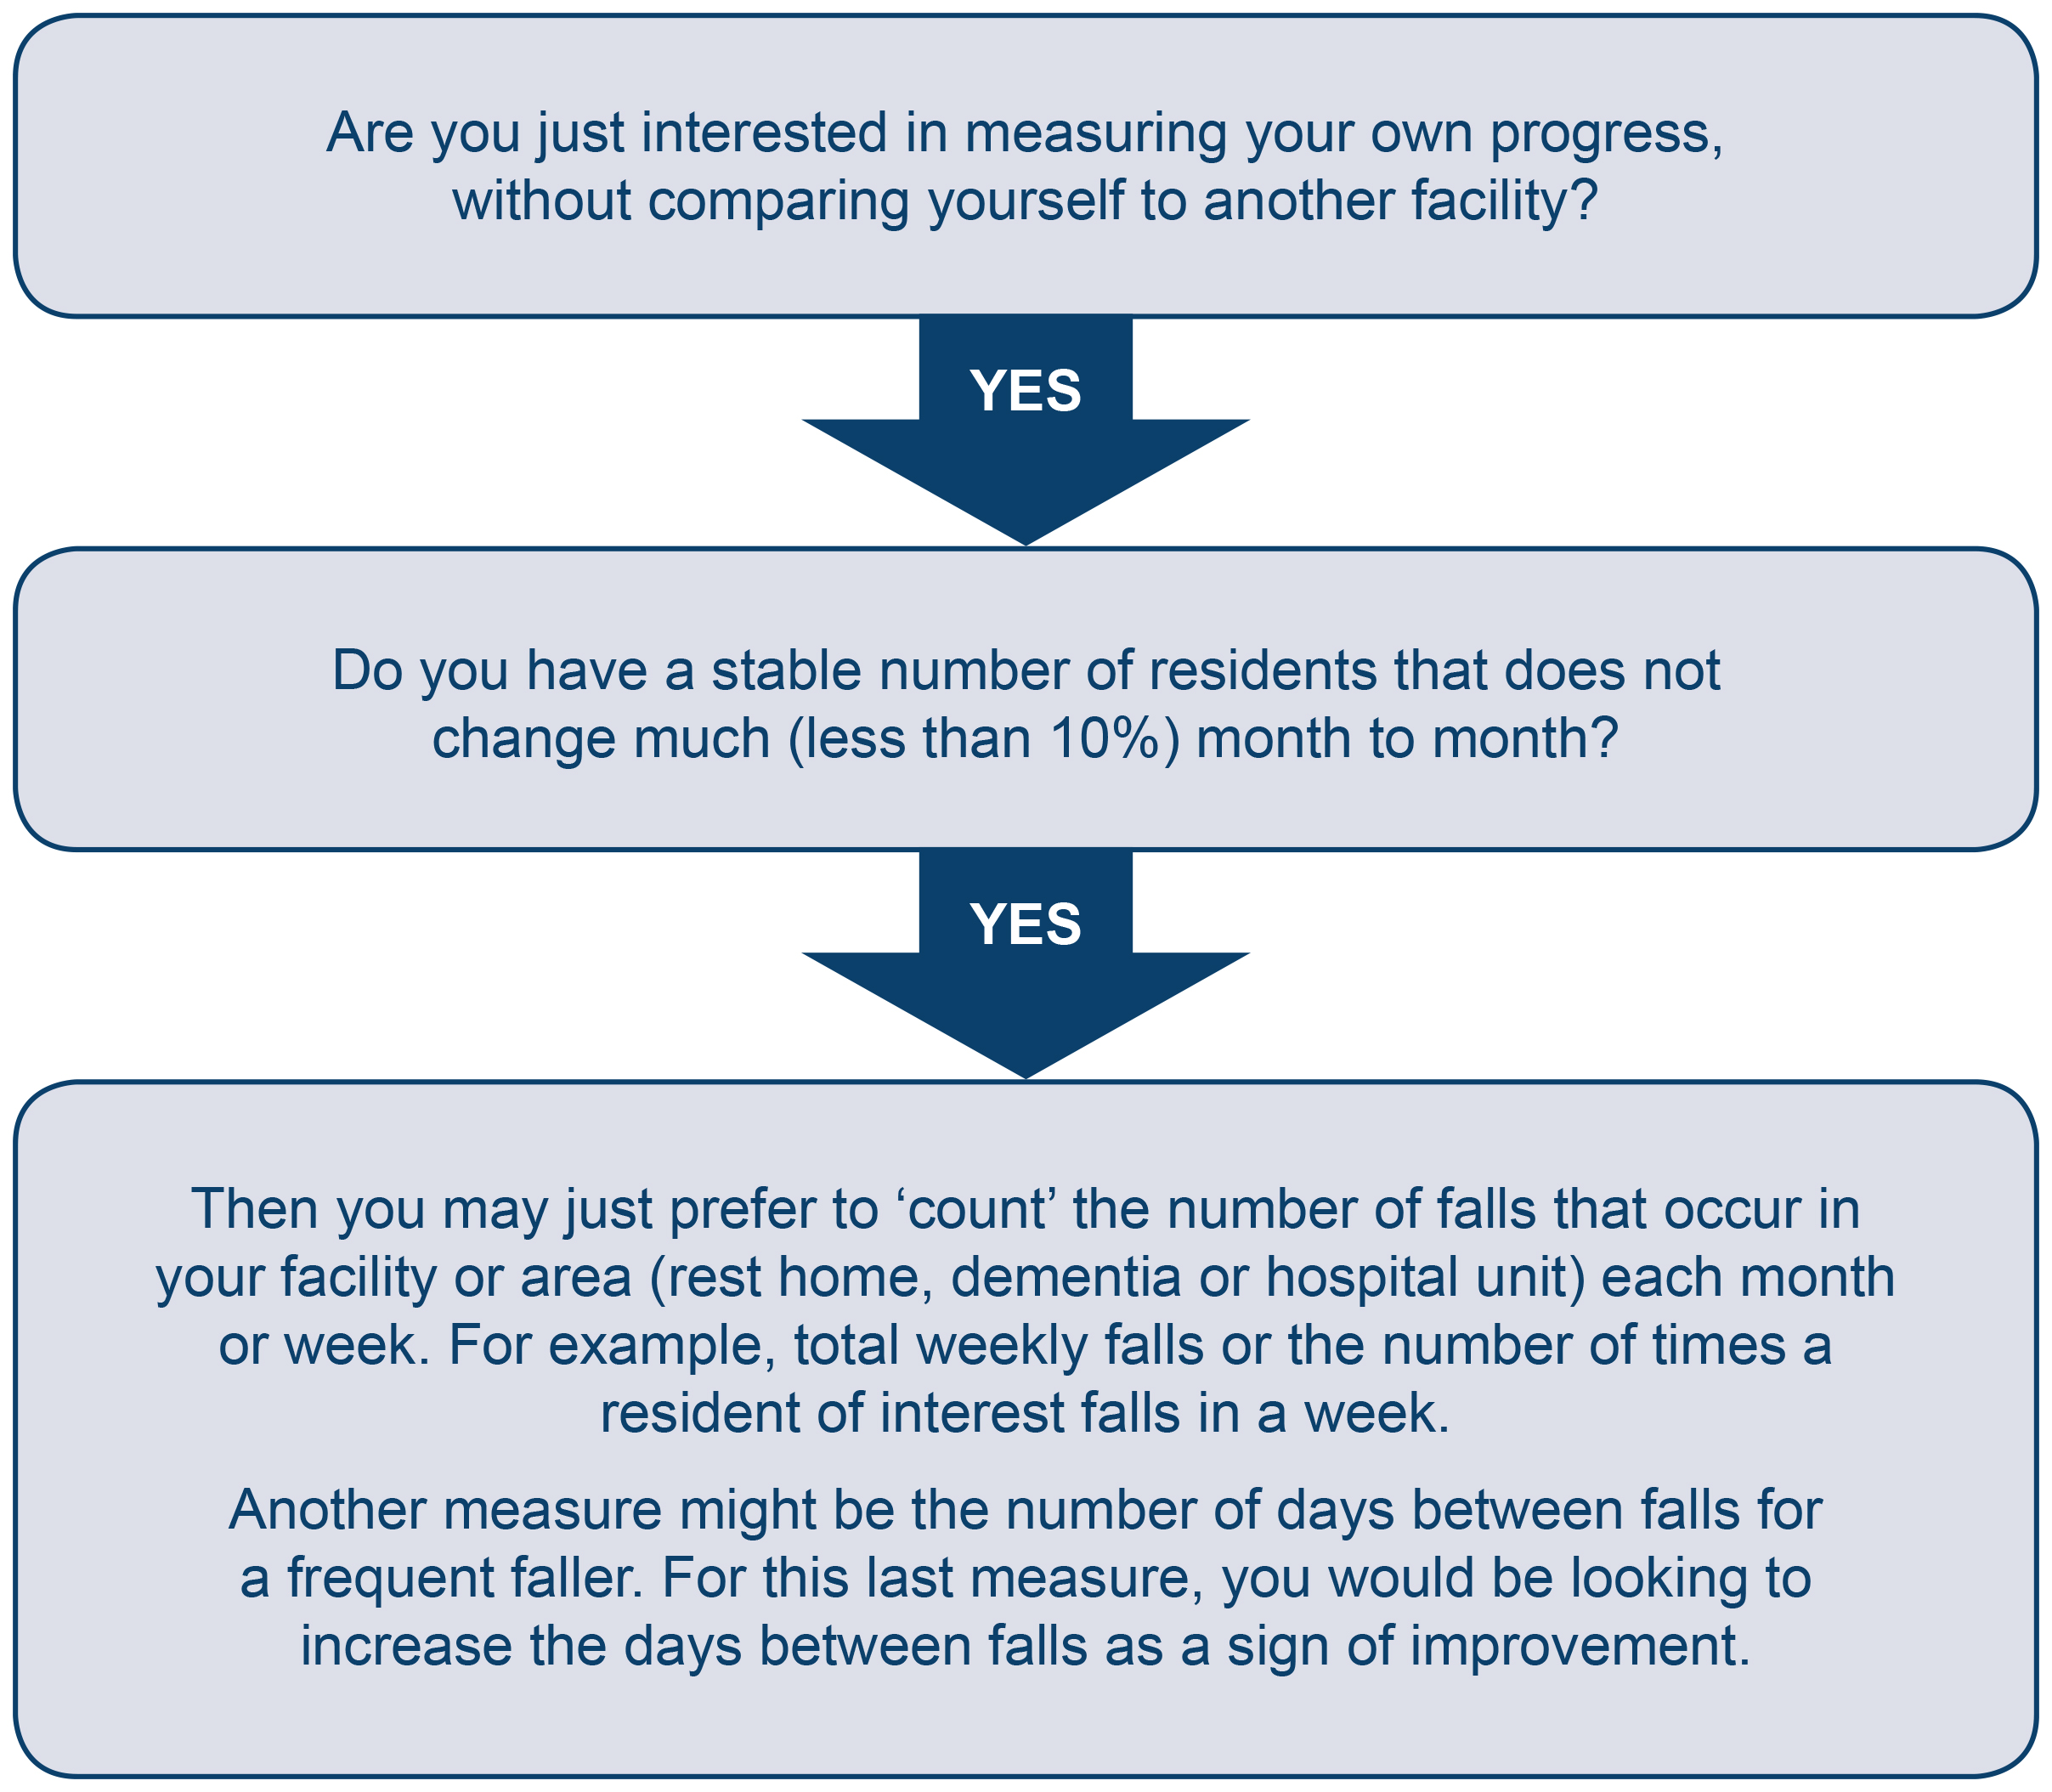 Are you just interested in measuring your own progress,
without comparing yourself to another facility?
YES
Do you have a stable number of residents that does not
change much (less than 10%) month to month?
YES
Then you may just prefer to ‘count’ the number of falls that occur in
your facility or area (rest home, dementia or hospital unit) each month
or week. For example, total weekly falls or the number of times a
resident of interest falls in a week.
Another measure might be the number of days between falls for
a frequent faller. For this last measure, you would be looking to
increase the days between falls as a sign of improvement.